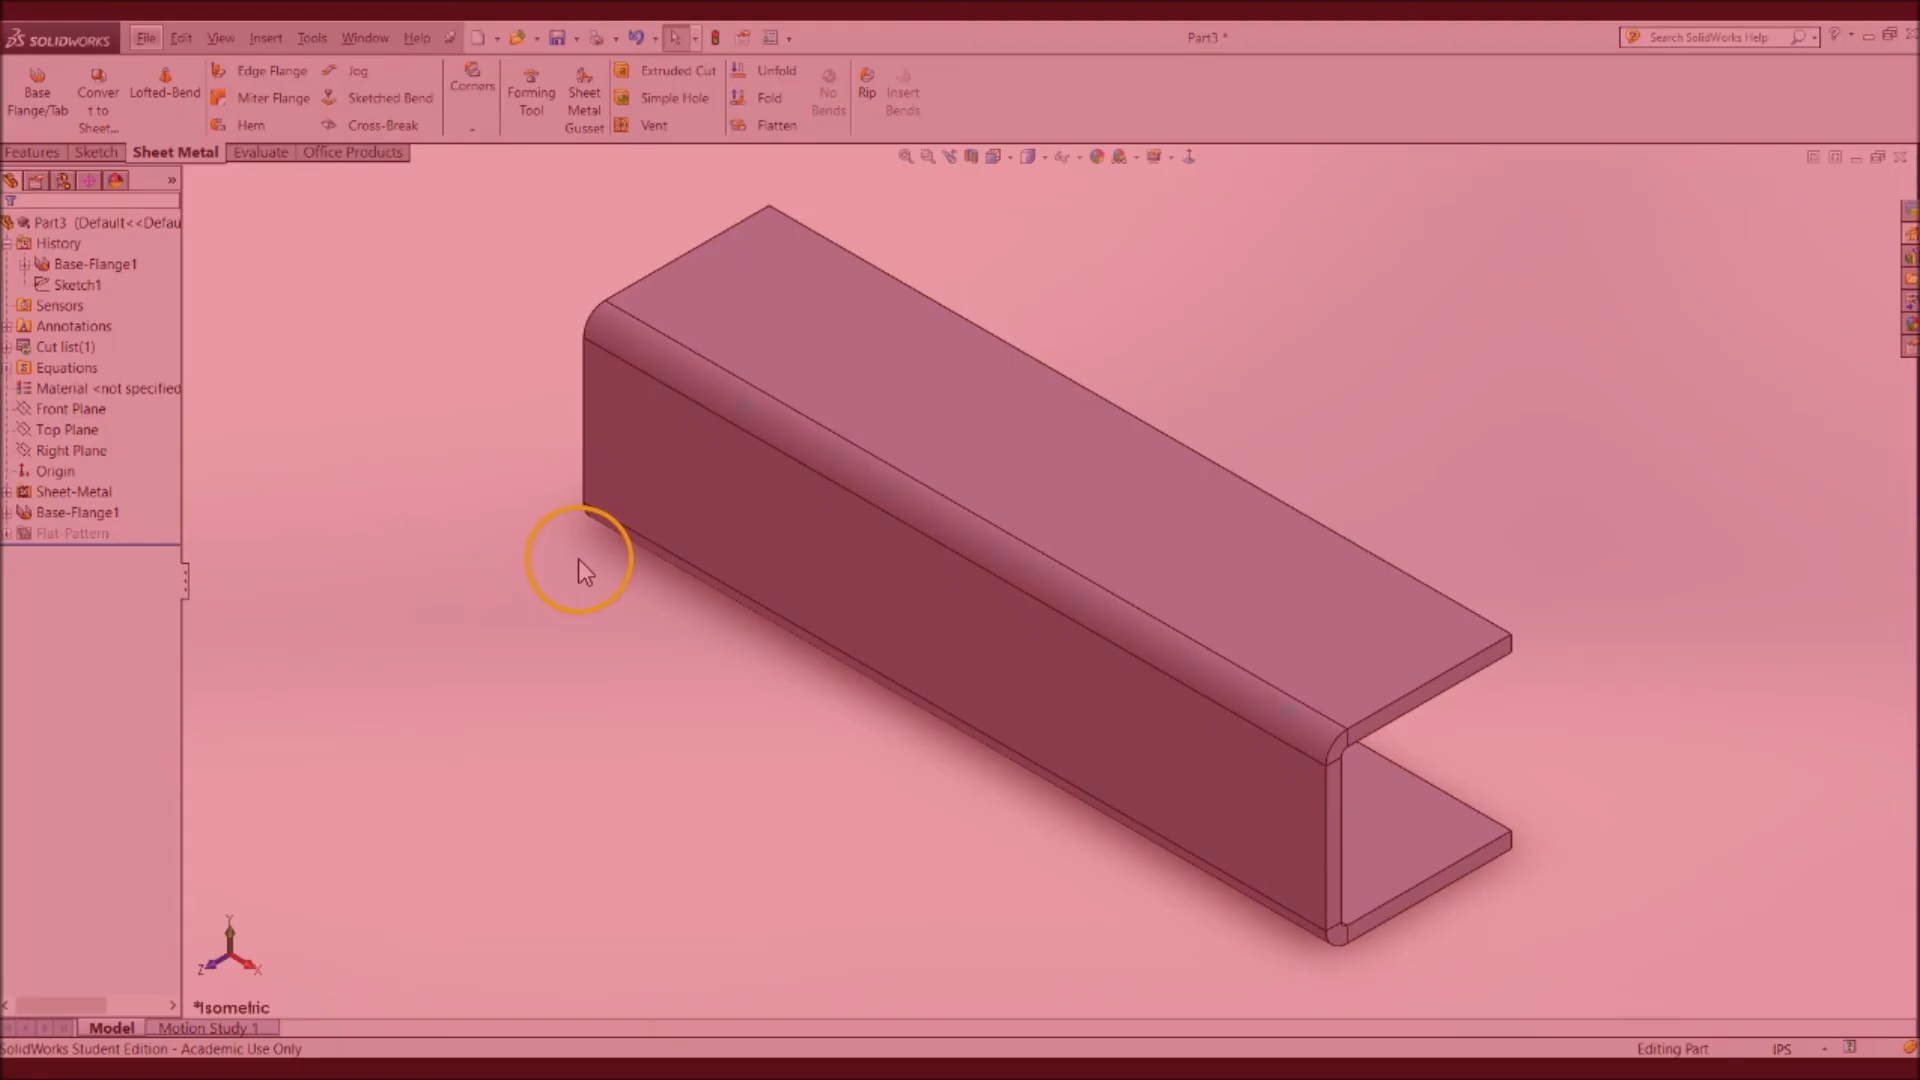 SOLIDWORKS File Edit View Insert Tools Window Help Part3 * Search SolidWorks Help
Base Flange/Tab
Convert to Sheet...
Lofted-Bend
Edge Flange
Miter Flange
Hem
Jog
Sketched Bend
Cross-Break
Corners
Forming Tool
Sheet Metal Gusset
Extruded Cut
Simple Hole
Vent
Unfold
Fold
Flatten
No Bends
Rip
Insert Bends
Features Sketch Sheet Metal Evaluate Office Products
Part3 (Default<<Defau
History
Base-Flange1
Sketch1
Sensors
Annotations
Cut list(1)
Equations
Material <not specified
Front Plane
Top Plane
Right Plane
Origin
Sheet-Metal
Base-Flange1
Flat-Pattern
Y
Z X
*Isometric
Model Motion Study 1
SolidWorks Student Edition - Academic Use Only Editing Part IPS